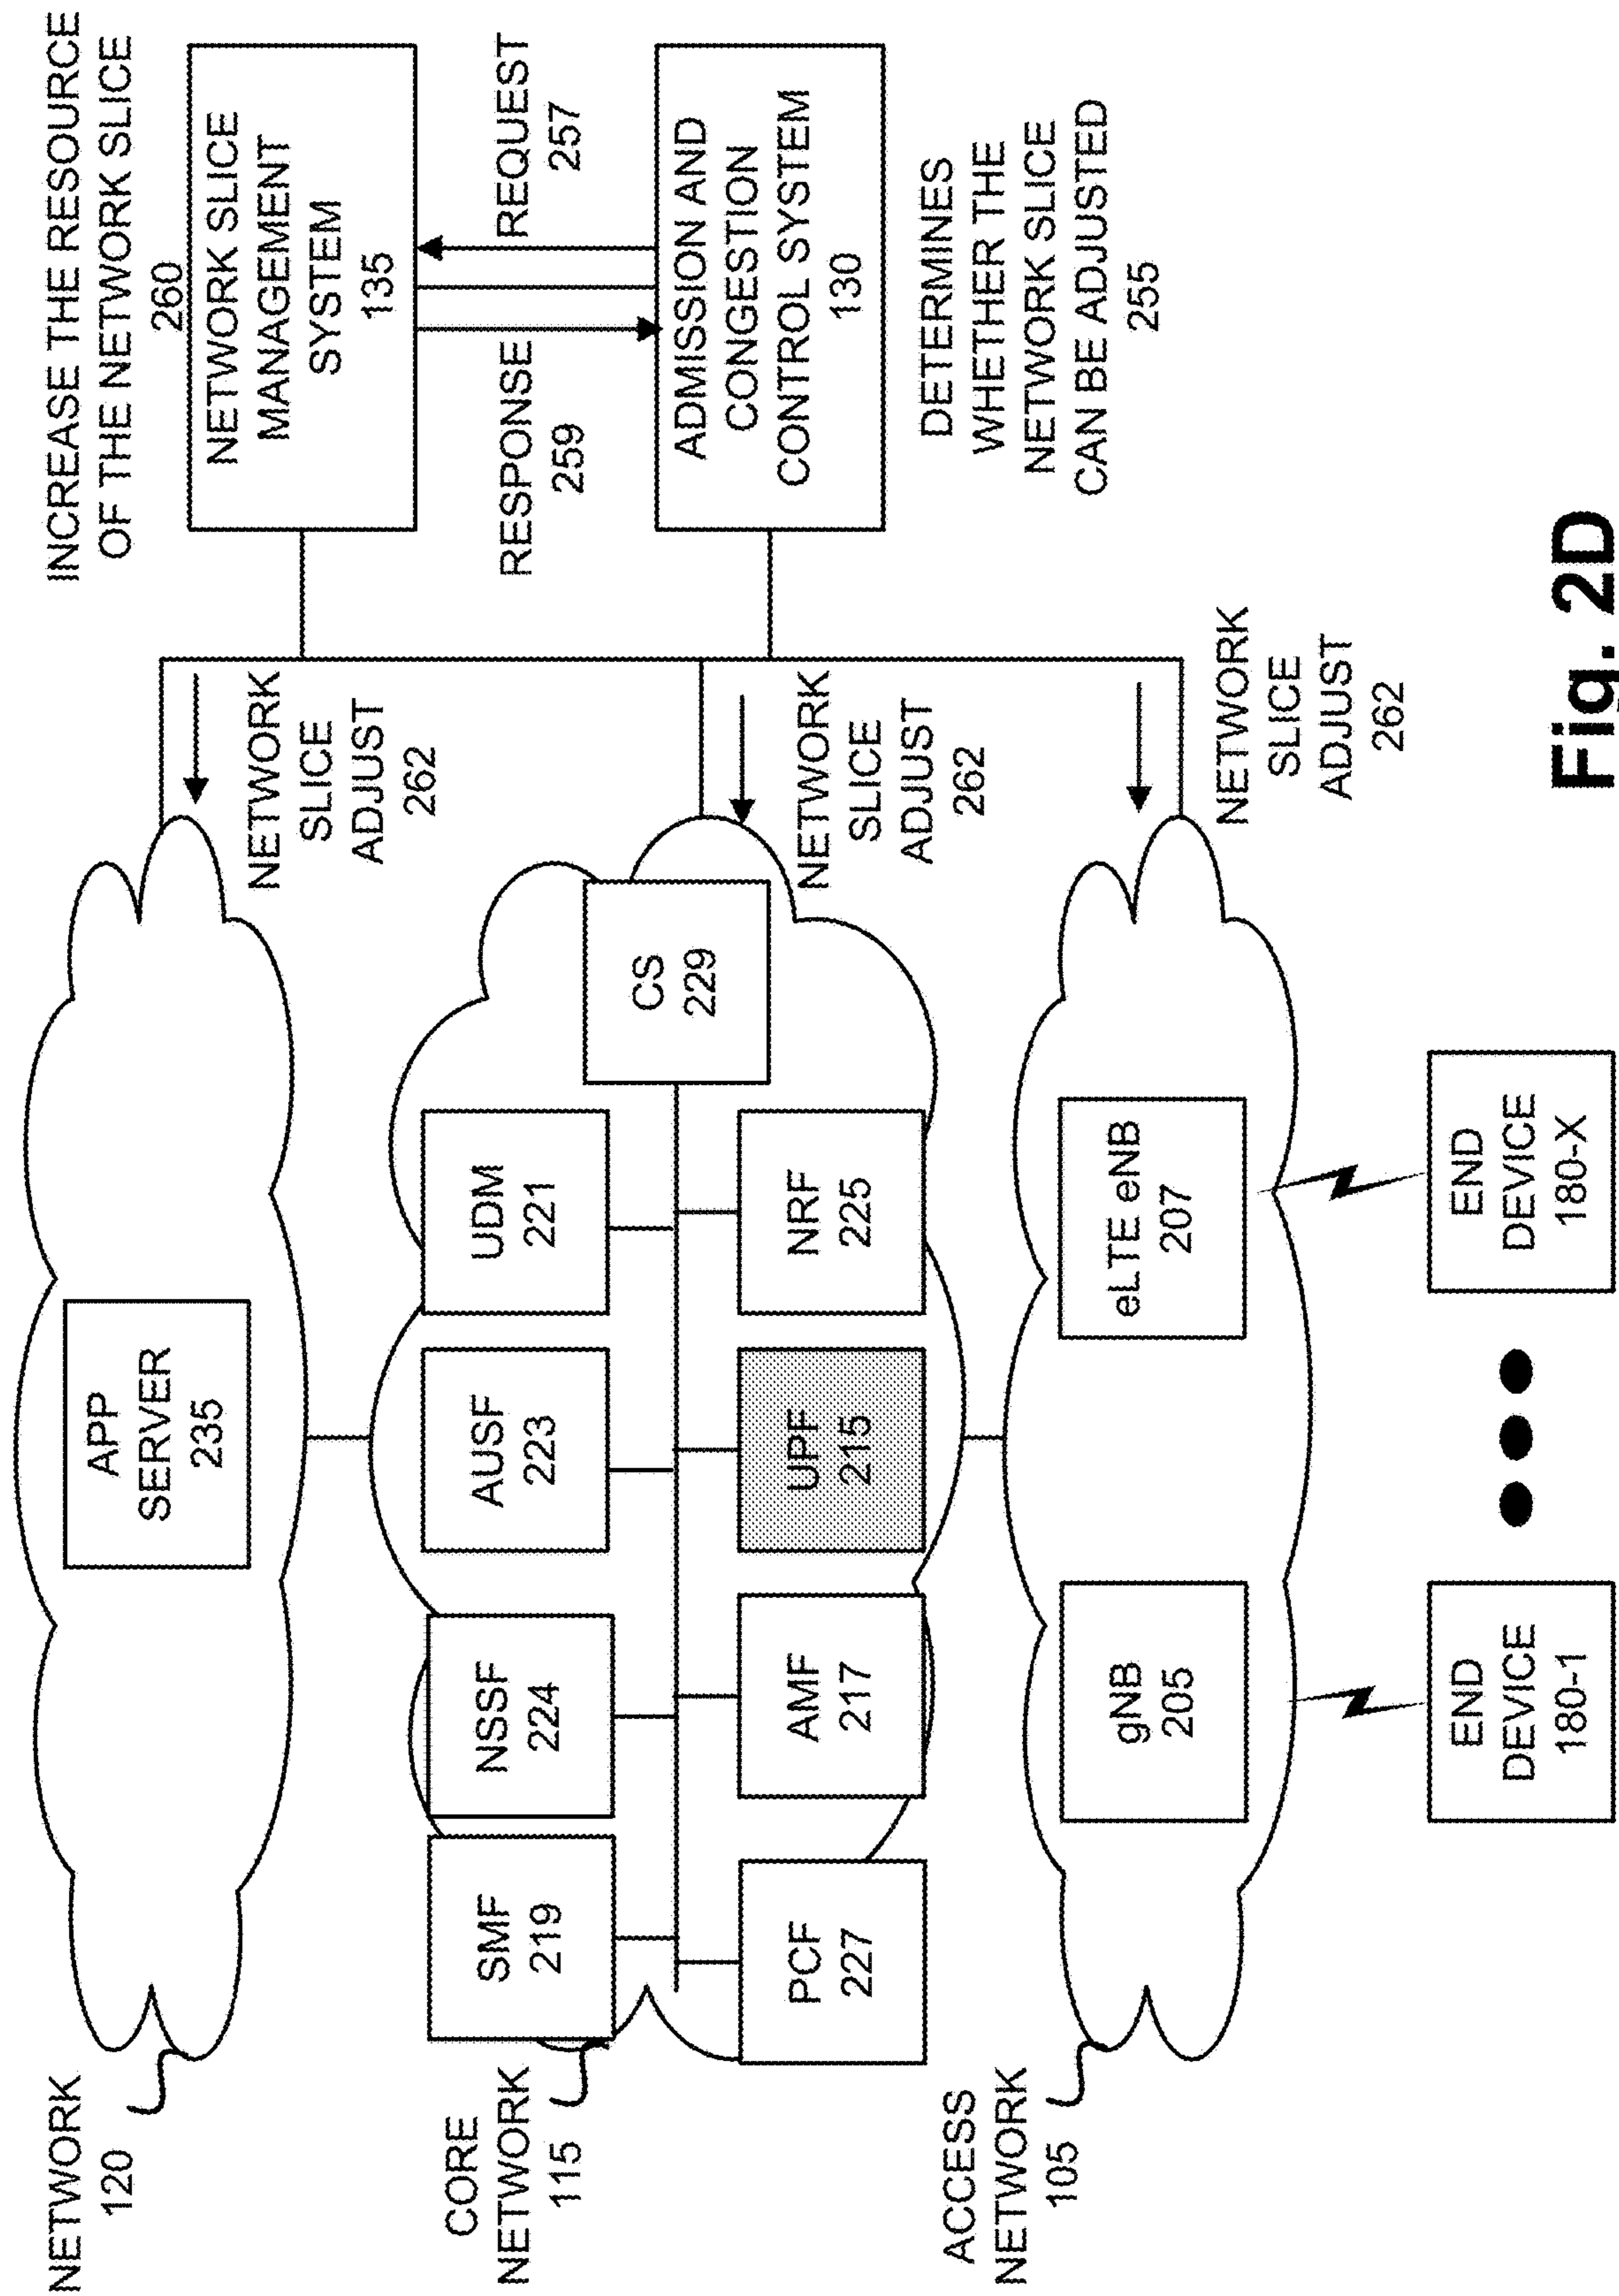 INCREASE THE RESOURCE
OF THE NETWORK SLICE
260
NETWORK SLICE
MANAGEMENT
SYSTEM
135
REQUEST
257
RESPONSE
259
ADMISSION AND
CONGESTION
CONTROL SYSTEM
130
DETERMINES
WHETHER THE
NETWORK SLICE
CAN BE ADJUSTED
255
NETWORK
120
APP
SERVER
235
NETWORK
SLICE
ADJUST
262
CORE
NETWORK
115
SMF
219
NSSF
224
AUSF
223
UDM
221
CS
229
PCF
227
AMF
217
UPF
215
NRF
225
NETWORK
SLICE
ADJUST
262
ACCESS
NETWORK
105
gNB
205
eLTE eNB
207
NETWORK
SLICE
ADJUST
262
END
DEVICE
180-1
END
DEVICE
180-X
Fig. 2D